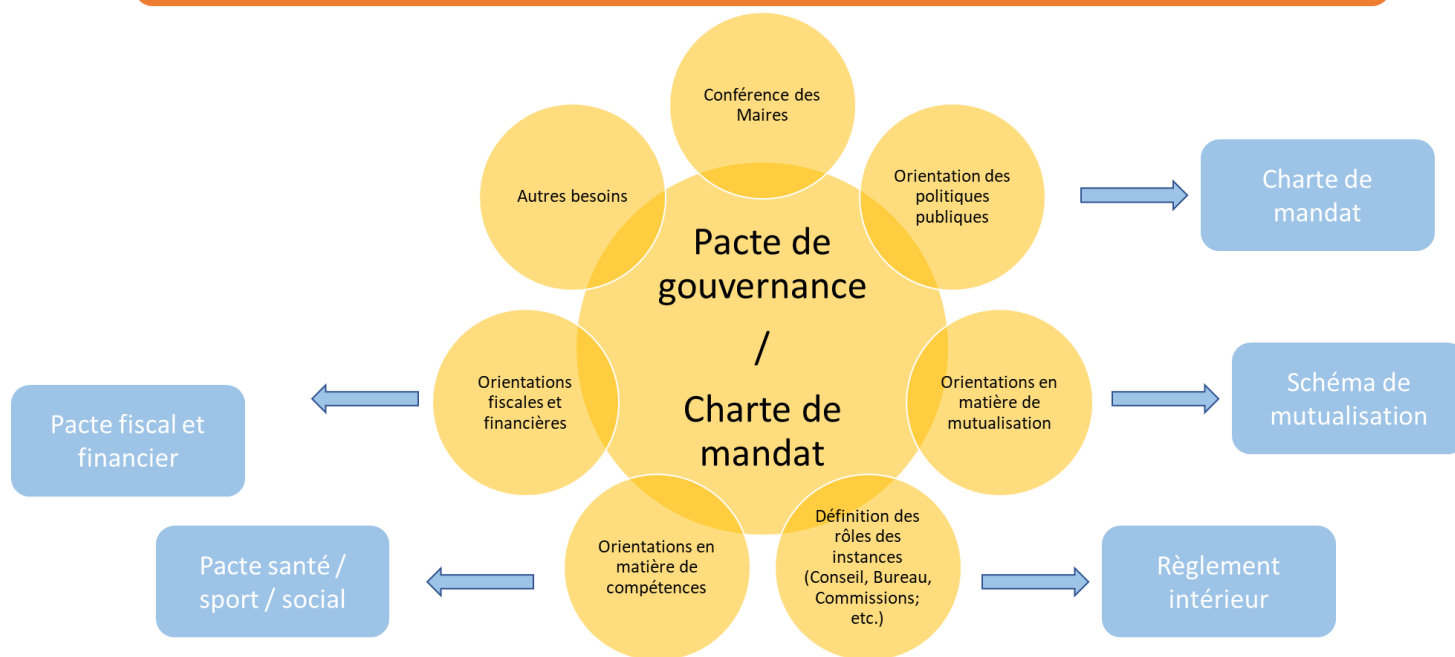 Conférence des
Maires
Orientation des
politiques
publiques
Charte de
mandat
Autres besoins
Pacte de
gouvernance
/
Charte de
mandat
Orientations en
matière de
mutualisation
Schéma de
mutualisation
Orientations
fiscales et
financières
Pacte fiscal et
financier
Définition des
rôles des
instances
(Conseil, Bureau,
Commissions;
etc.)
Règlement
intérieur
Orientations en
matière de
compétences
Pacte santé /
sport / social